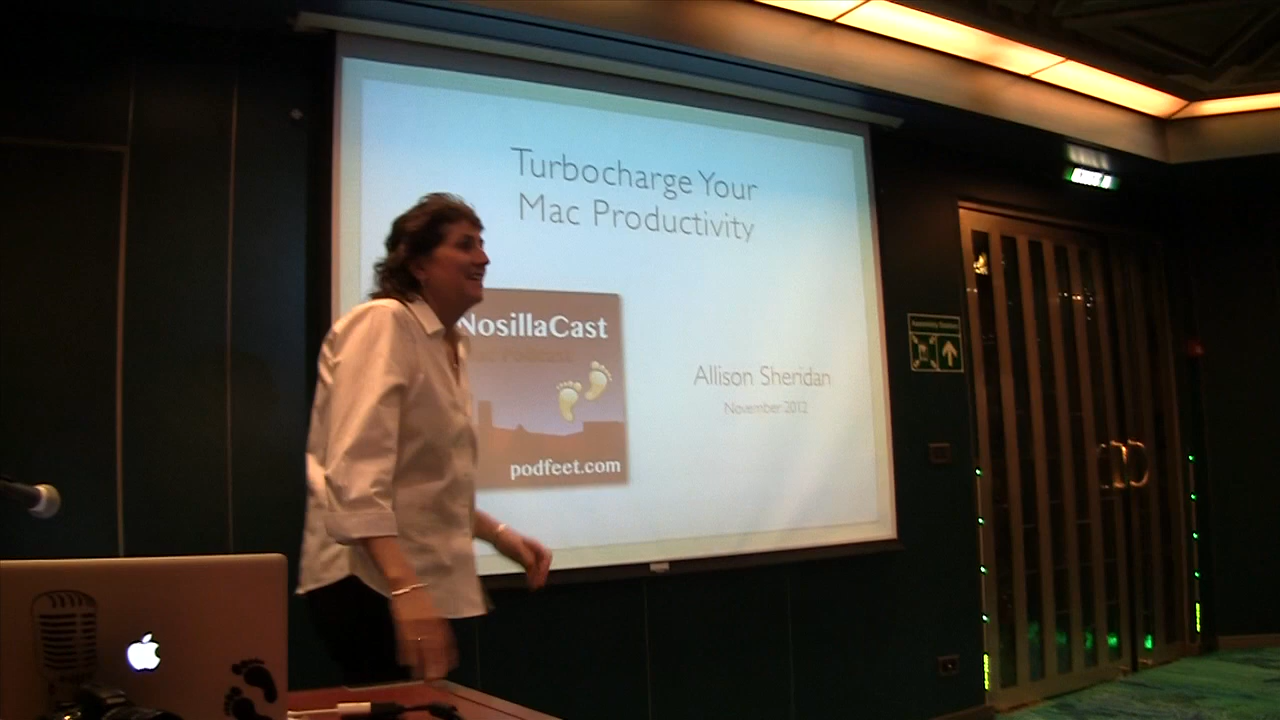 Turbocharge Your
Mac Productivity
NosillaCast
Allison Sheridan
November 2012
podfeet.com